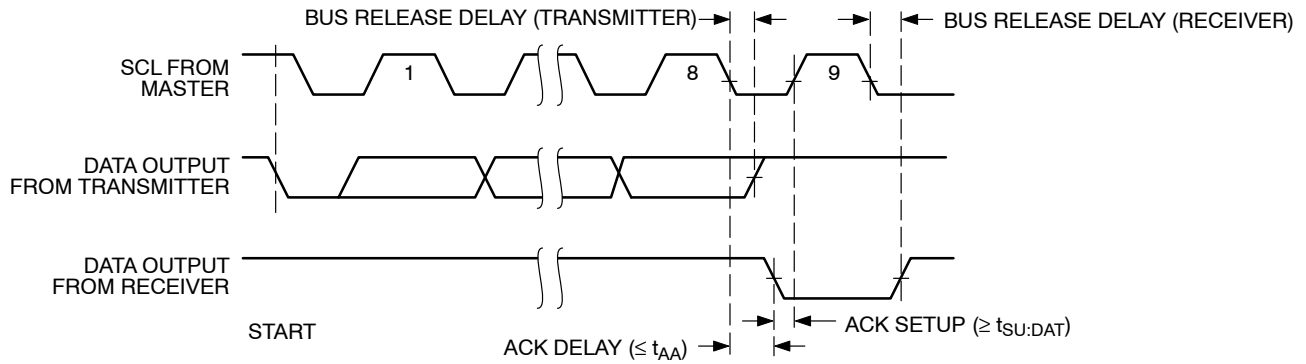 BUS RELEASE DELAY (TRANSMITTER)
BUS RELEASE DELAY (RECEIVER)
SCL FROM
MASTER
1
8
9
DATA OUTPUT
FROM TRANSMITTER
DATA OUTPUT
FROM RECEIVER
START
ACK SETUP (≥ tSU:DAT)
ACK DELAY (≤ tAA)